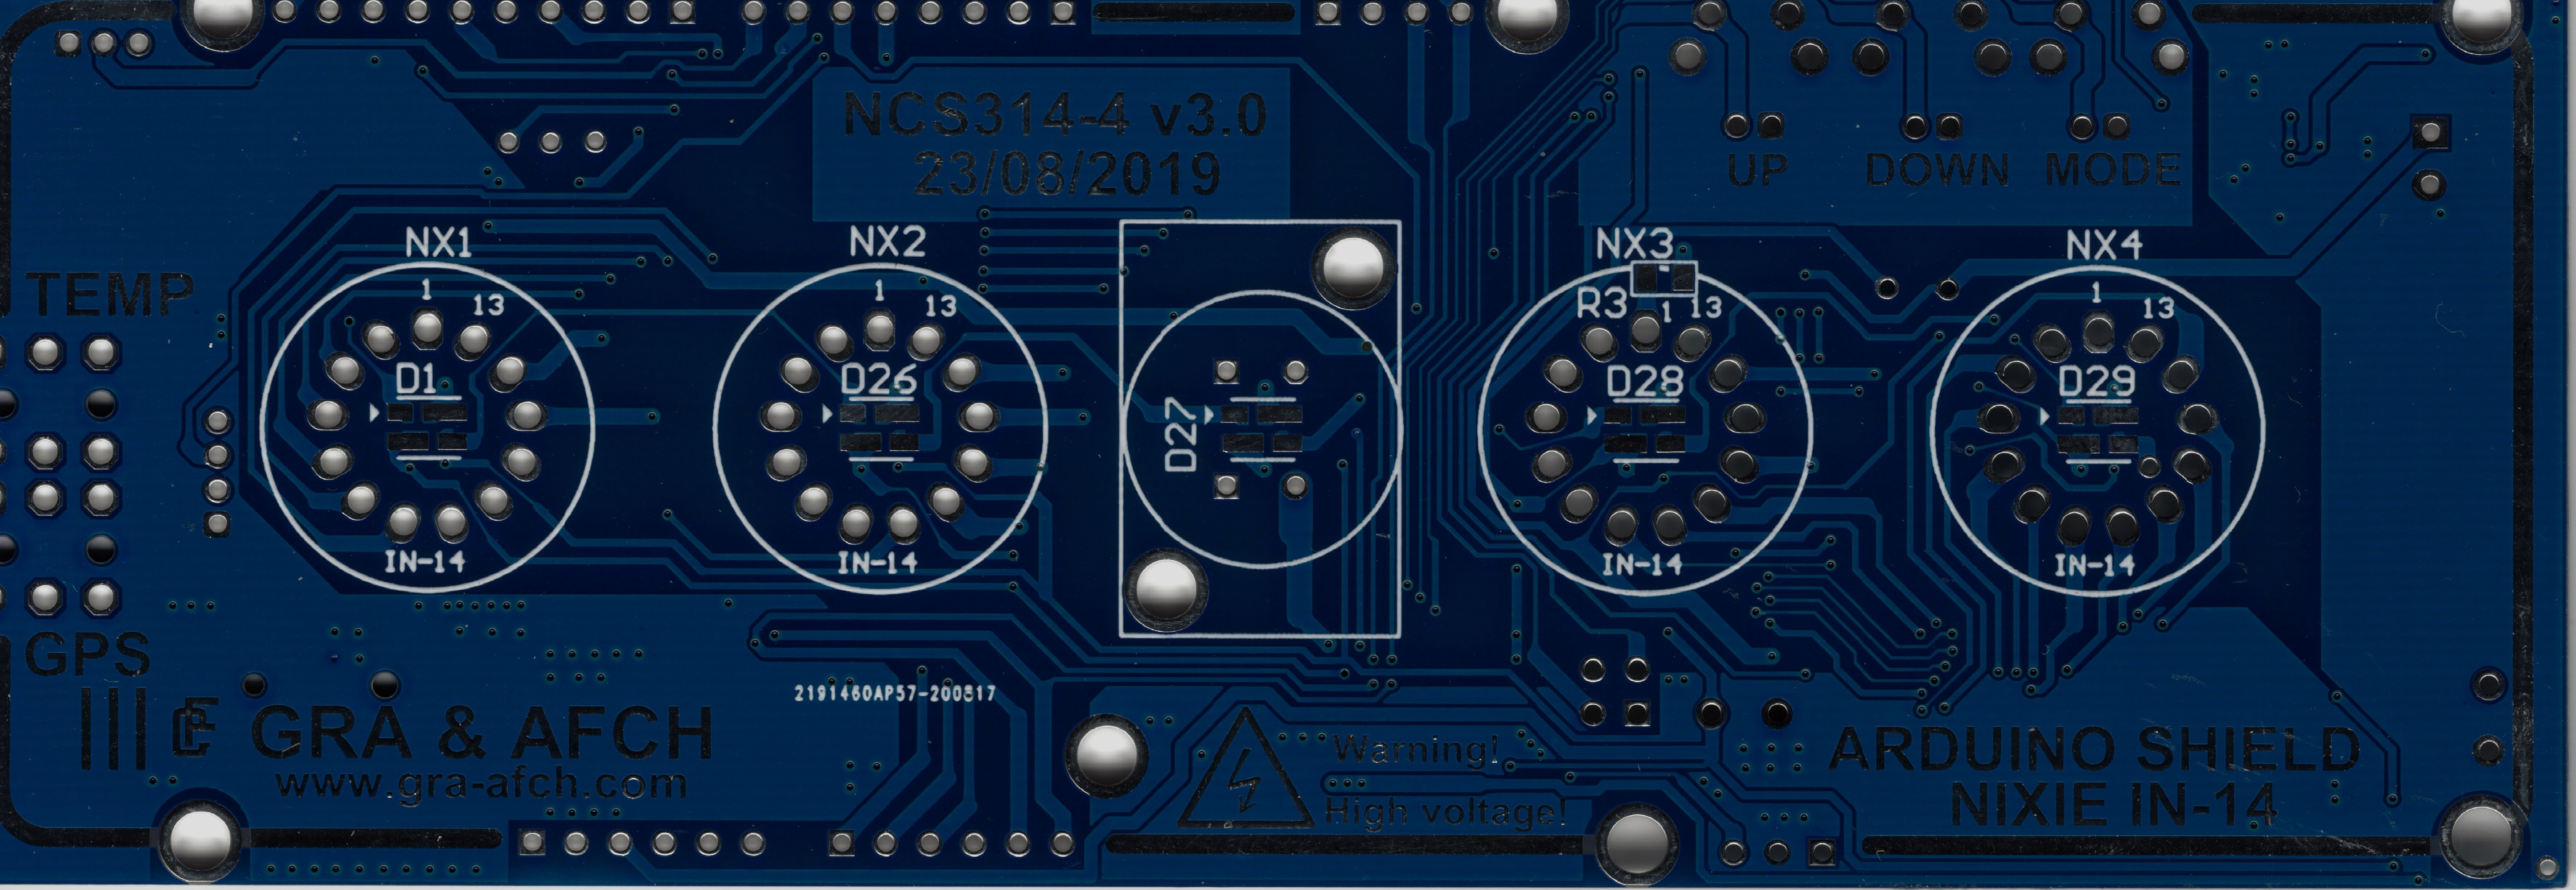 NCS314-4 v3.0
23/08/2019
UP DOWN MODE
NX1
NX2
NX3
NX4
TEMP
1 13
1 13
R3 1 13
1 13
D1
D26
D27
D28
D29
IN-14
IN-14
IN-14
IN-14
GPS
2191460AP57-200817
GRA & AFCH
www.gra-afch.com
Warning!
High voltage!
ARDUINO SHIELD
NIXIE IN-14